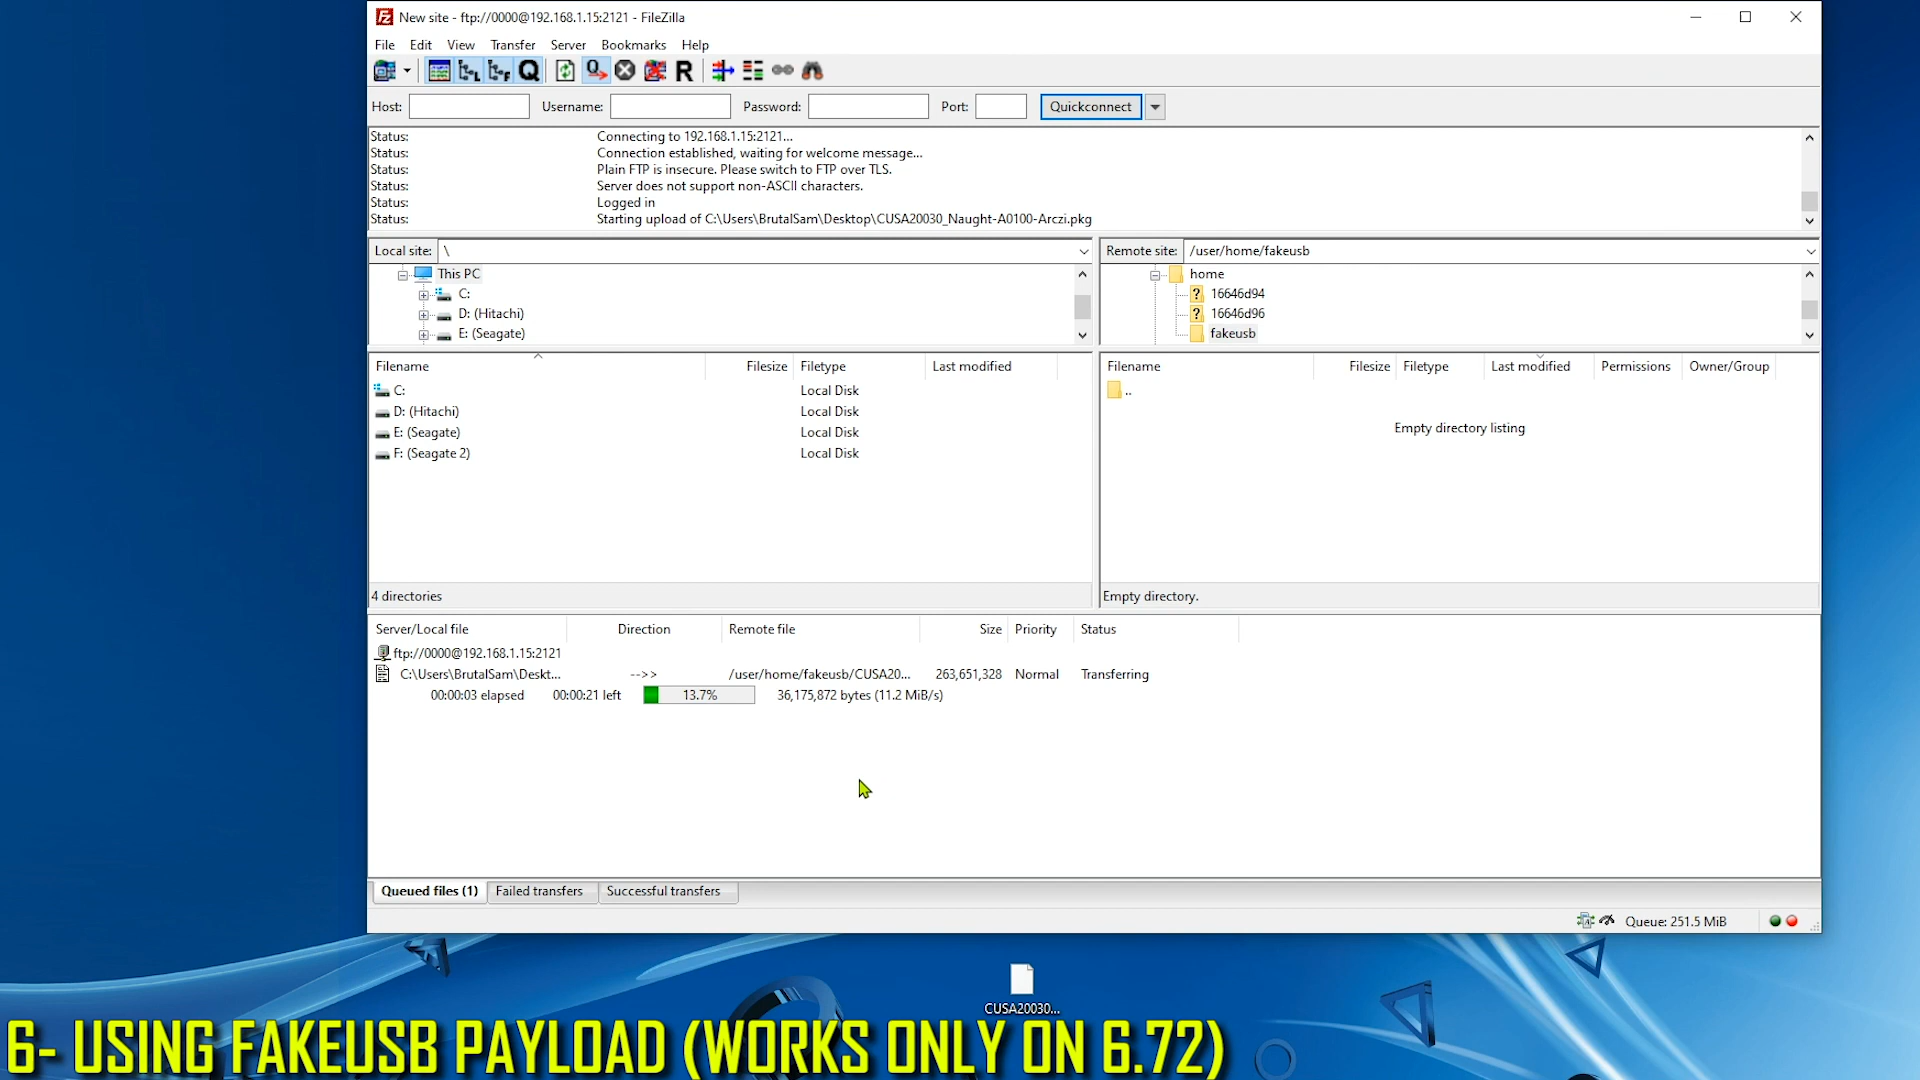 New site - ftp://0000@192.168.1.15:2121 - FileZilla
File Edit View Transfer Server Bookmarks Help
Host: Username: Password: Port: Quickconnect
Status: Connecting to 192.168.1.15:2121...
Status: Connection established, waiting for welcome message...
Status: Plain FTP is insecure. Please switch to FTP over TLS.
Status: Server does not support non-ASCII characters.
Status: Logged in
Status: Starting upload of C:\Users\BrutalSam\Desktop\CUSA20030_Naught-A0100-Arczi.pkg
Local site: \
This PC
C:
D: (Hitachi)
E: (Seagate)
Remote site: /user/home/fakeusb
home
16646d94
16646d96
fakeusb
Filename Filesize Filetype Last modified
C: Local Disk
D: (Hitachi) Local Disk
E: (Seagate) Local Disk
F: (Seagate 2) Local Disk
4 directories
Filename Filesize Filetype Last modified Permissions Owner/Group
..
Empty directory listing
Empty directory.
Server/Local file Direction Remote file Size Priority Status
ftp://0000@192.168.1.15:2121
C:\Users\BrutalSam\Deskt... -->> /user/home/fakeusb/CUSA20... 263,651,328 Normal Transferring
00:00:03 elapsed 00:00:21 left 13.7% 36,175,872 bytes (11.2 MiB/s)
Queued files (1) Failed transfers Successful transfers
Queue: 251.5 MiB
CUSA20030...
6- USING FAKEUSB PAYLOAD (WORKS ONLY ON 6.72)